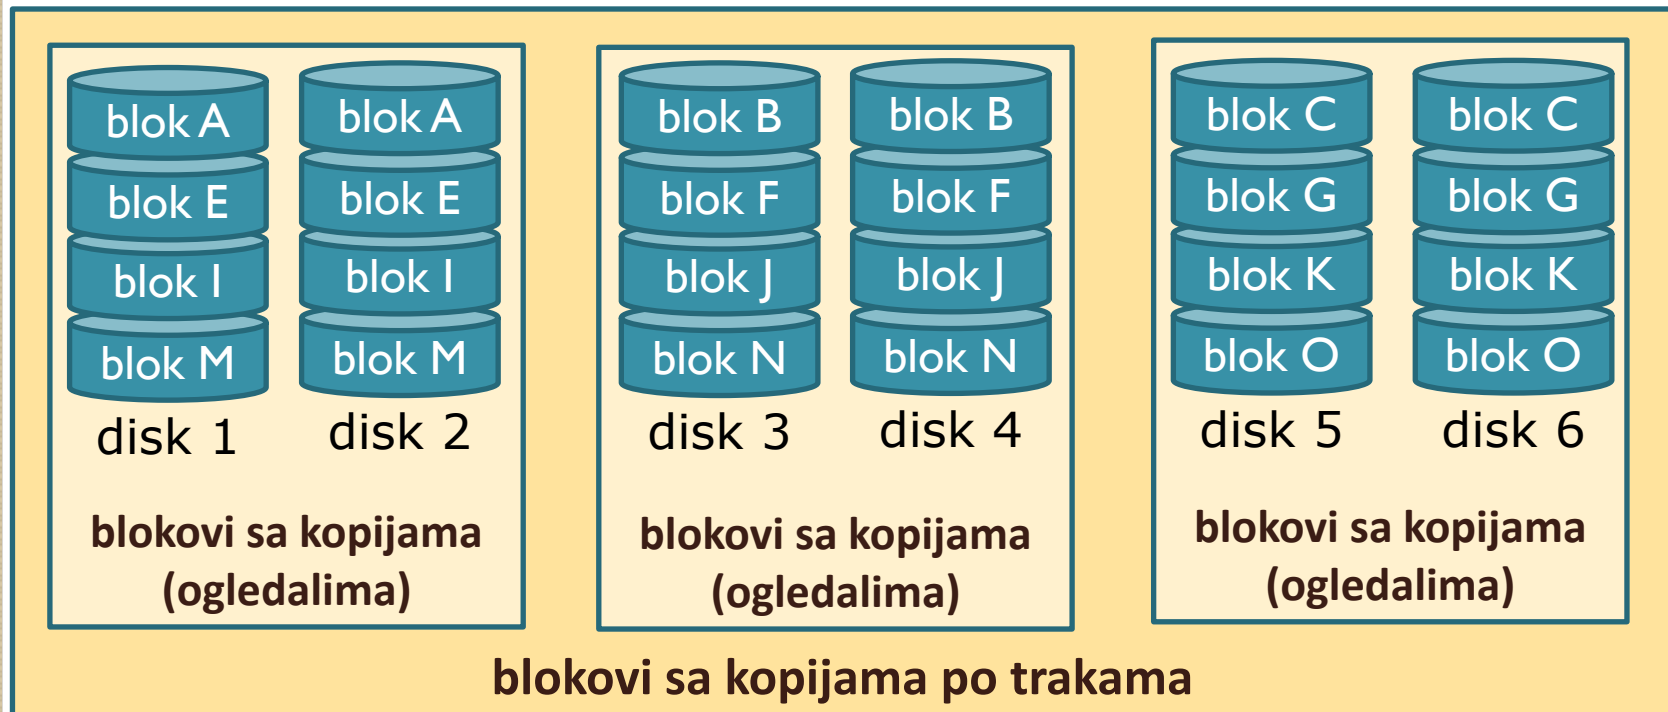 blok A
blok E
blok I
blok M
disk 1
blok A
blok E
blok I
blok M
disk 2
blokovi sa kopijama
(ogledalima)
blok B
blok F
blok J
blok N
disk 3
blok B
blok F
blok J
blok N
disk 4
blokovi sa kopijama
(ogledalima)
blok C
blok G
blok K
blok O
disk 5
blok C
blok G
blok K
blok O
disk 6
blokovi sa kopijama
(ogledalima)
blokovi sa kopijama po trakama